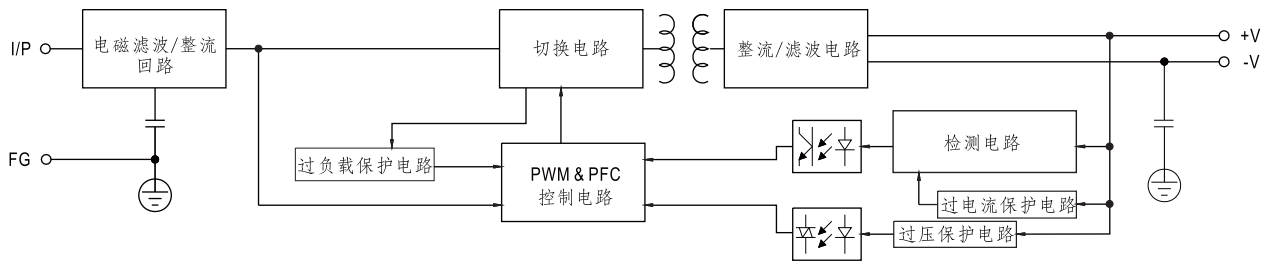 I/P
电磁滤波/整流
回路
切换电路
整流/滤波电路
+V
-V
FG
过负载保护电路
PWM & PFC
控制电路
检测电路
过电流保护电路
过压保护电路